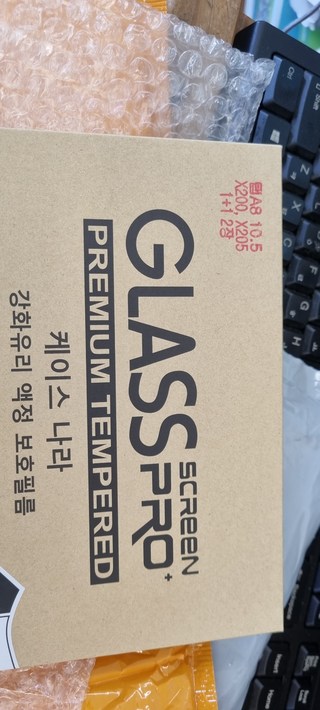 탭A8 10.5
X200, X205
1+1 2장
GLASS
SCREEN
PRO+
PREMIUM TEMPERED
케이스 나라
강화유리 액정 보호필름